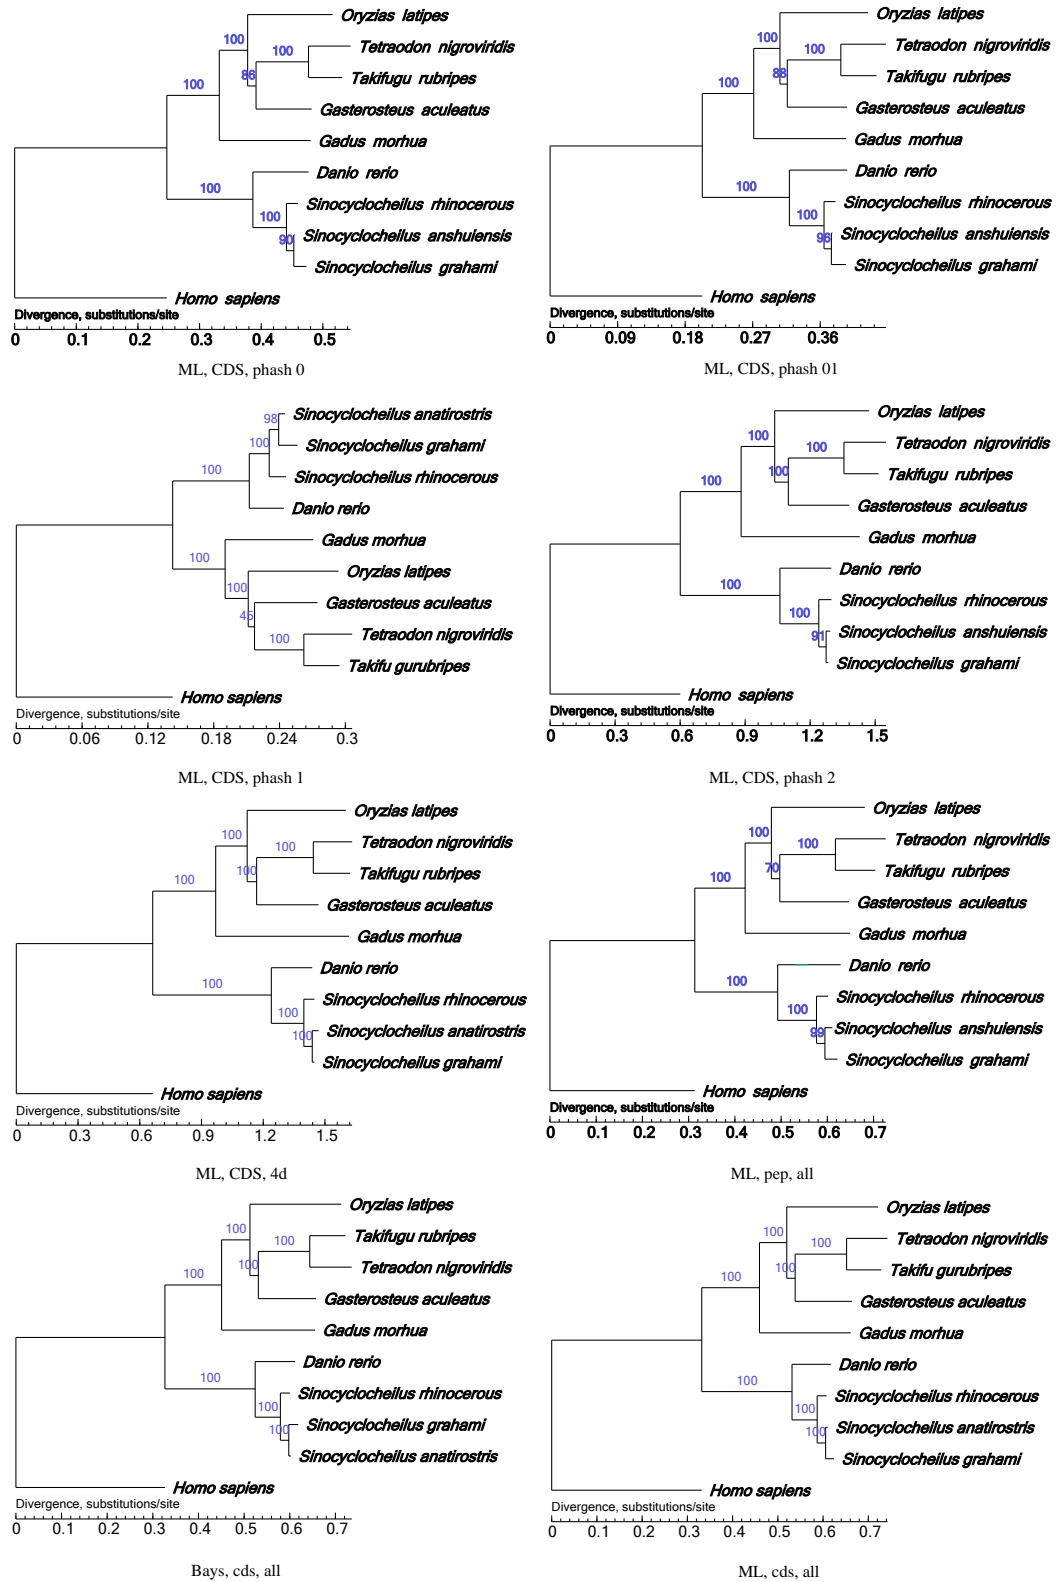 Oryzias latipes
100
100
Tetraodon nigroviridis
86
Takifugu rubripes
100
Gasterosteus aculeatus
Gadus morhua
Danio rerio
100
Sinocyclocheilus rhinocerous
100
Sinocyclocheilus anshuiensis
90
Sinocyclocheilus grahami
Homo sapiens
Divergence, substitutions/site
0 0.1 0.2 0.3 0.4 0.5
ML, CDS, phash 0
Oryzias latipes
100
100
Tetraodon nigroviridis
88
Takifugu rubripes
100
Gasterosteus aculeatus
Gadus morhua
Danio rerio
100
Sinocyclocheilus rhinocerous
100
Sinocyclocheilus anshuiensis
96
Sinocyclocheilus grahami
Homo sapiens
Divergence, substitutions/site
0 0.09 0.18 0.27 0.36
ML, CDS, phash 01
Sinocyclocheilus anatirostris
98
100
Sinocyclocheilus grahami
100
Sinocyclocheilus rhinocerous
Danio rerio
Gadus morhua
100
Oryzias latipes
100
Gasterosteus aculeatus
45
Tetraodon nigroviridis
100
Takifu gurubripes
Homo sapiens
Divergence, substitutions/site
0 0.06 0.12 0.18 0.24 0.3
ML, CDS, phash 1
Oryzias latipes
100
100
Tetraodon nigroviridis
100
Takifugu rubripes
100
Gasterosteus aculeatus
Gadus morhua
Danio rerio
100
Sinocyclocheilus rhinocerous
100
Sinocyclocheilus anshuiensis
91
Sinocyclocheilus grahami
Homo sapiens
Divergence, substitutions/site
0 0.3 0.6 0.9 1.2 1.5
ML, CDS, phash 2
Oryzias latipes
100
100
Tetraodon nigroviridis
100
Takifugu rubripes
100
Gasterosteus aculeatus
Gadus morhua
Danio rerio
100
Sinocyclocheilus rhinocerous
100
Sinocyclocheilus anatirostris
100
Sinocyclocheilus grahami
Homo sapiens
Divergence, substitutions/site
0 0.3 0.6 0.9 1.2 1.5
ML, CDS, 4d
Oryzias latipes
100
100
Tetraodon nigroviridis
70
Takifugu rubripes
100
Gasterosteus aculeatus
Gadus morhua
Danio rerio
100
Sinocyclocheilus rhinocerous
100
Sinocyclocheilus anshuiensis
99
Sinocyclocheilus grahami
Homo sapiens
Divergence, substitutions/site
0 0.1 0.2 0.3 0.4 0.5 0.6 0.7
ML, pep, all
Oryzias latipes
100
100
Takifugu rubripes
100
Tetraodon nigroviridis
100
Gasterosteus aculeatus
Gadus morhua
Danio rerio
100
Sinocyclocheilus rhinocerous
100
Sinocyclocheilus grahami
100
Sinocyclocheilus anatirostris
Homo sapiens
Divergence, substitutions/site
0 0.1 0.2 0.3 0.4 0.5 0.6 0.7
Bays, cds, all
Oryzias latipes
100
100
Tetraodon nigroviridis
100
Takifu gurubripes
100
Gasterosteus aculeatus
Gadus morhua
Danio rerio
100
Sinocyclocheilus rhinocerous
100
Sinocyclocheilus anatirostris
100
Sinocyclocheilus grahami
Homo sapiens
Divergence, substitutions/site
0 0.1 0.2 0.3 0.4 0.5 0.6 0.7
ML, cds, all